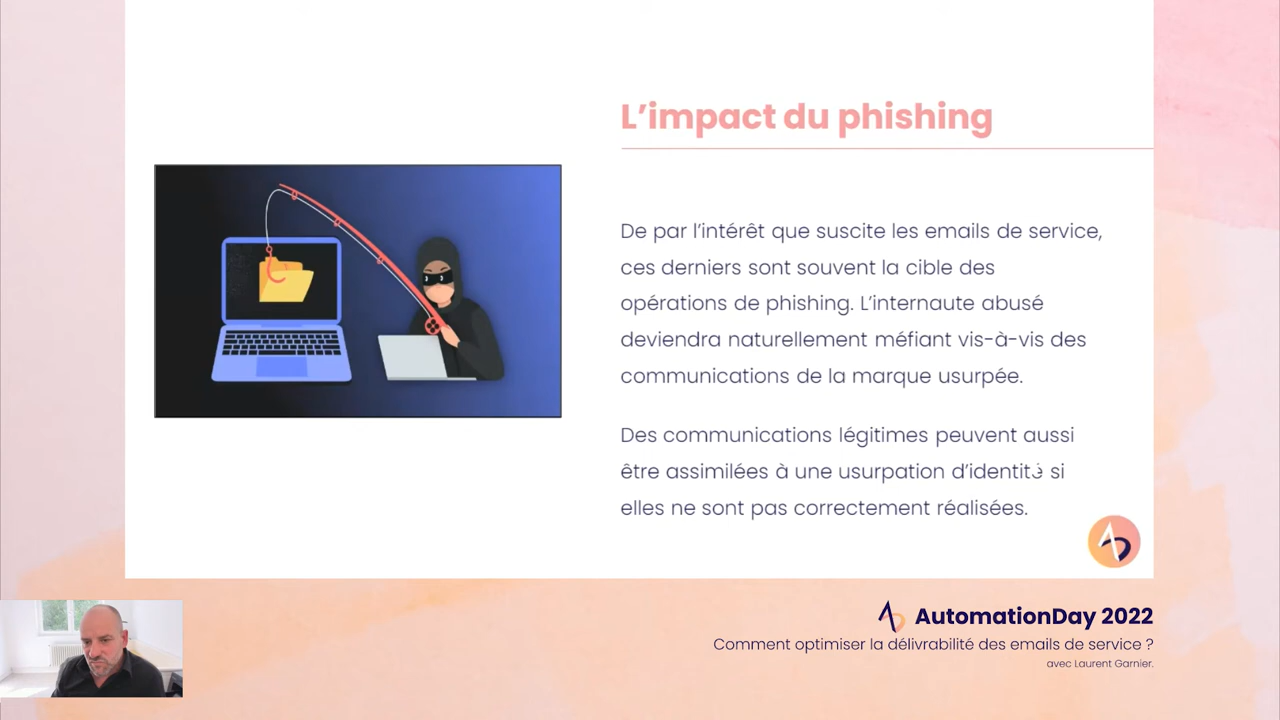 L'impact du phishing
De par l'intérêt que suscite les emails de service,
ces derniers sont souvent la cible des
opérations de phishing. L'internaute abusé
deviendra naturellement méfiant vis-à-vis des
communications de la marque usurpée.
Des communications légitimes peuvent aussi
être assimilées à une usurpation d'identité si
elles ne sont pas correctement réalisées.
AutomationDay 2022
Comment optimiser la délivrabilité des emails de service ?
avec Laurent Garnier.